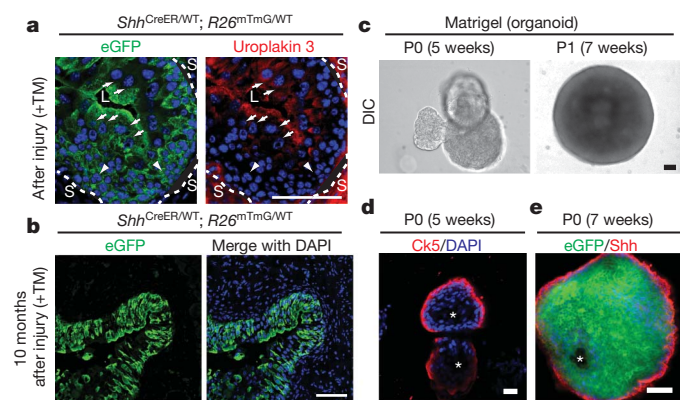 a
Shh^CreER/WT; R26^mTmG/WT
eGFP
Uroplakin 3
After injury (+TM)
S
L
S
S
L
S
b
Shh^CreER/WT; R26^mTmG/WT
eGFP
Merge with DAPI
10 months
after injury (+TM)
c
Matrigel (organoid)
P0 (5 weeks)
P1 (7 weeks)
DIC
d
P0 (5 weeks)
Ck5/DAPI
*
*
e
P0 (7 weeks)
eGFP/Shh
*